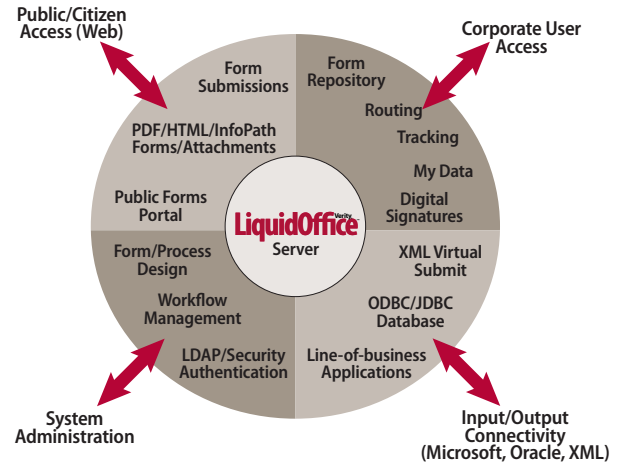 Public/Citizen
Access (Web)
Corporate User
Access
Form
Submissions
PDF/HTML/InfoPath
Forms/Attachments
Public Forms
Portal
Form
Repository
Routing
Tracking
My Data
Digital
Signatures
Verity
LiquidOffice
Server
Form/Process
Design
Workflow
Management
LDAP/Security
Authentication
XML Virtual
Submit
ODBC/JDBC
Database
Line-of-business
Applications
System
Administration
Input/Output
Connectivity
(Microsoft, Oracle, XML)